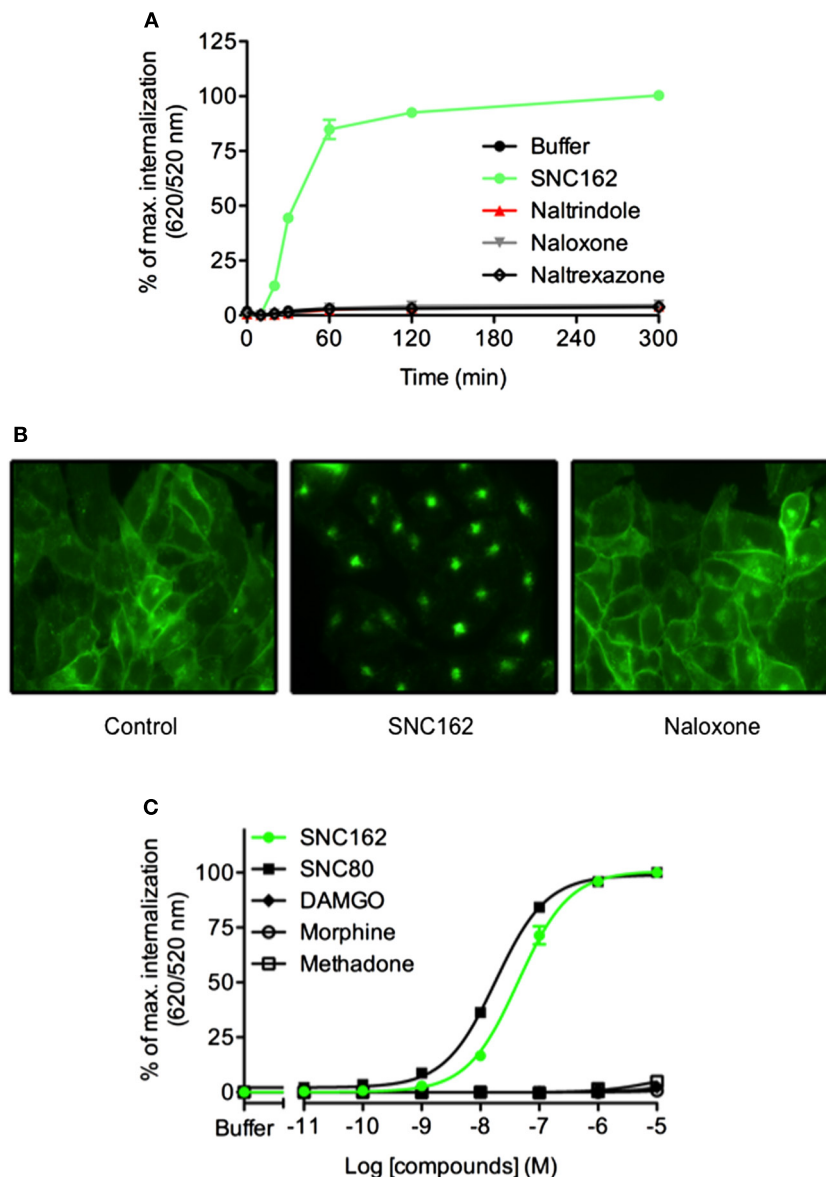 A
% of max. internalization
(620/520 nm)
125
100
75
50
25
0
0 60 120 180 240 300
Time (min)
Buffer
SNC162
Naltrindole
Naloxone
Naltrexazone
B
Control SNC162 Naloxone
C
% of max. internalization
(620/520 nm)
100
75
50
25
0
SNC162
SNC80
DAMGO
Morphine
Methadone
Buffer -11 -10 -9 -8 -7 -6 -5
Log [compounds] (M)